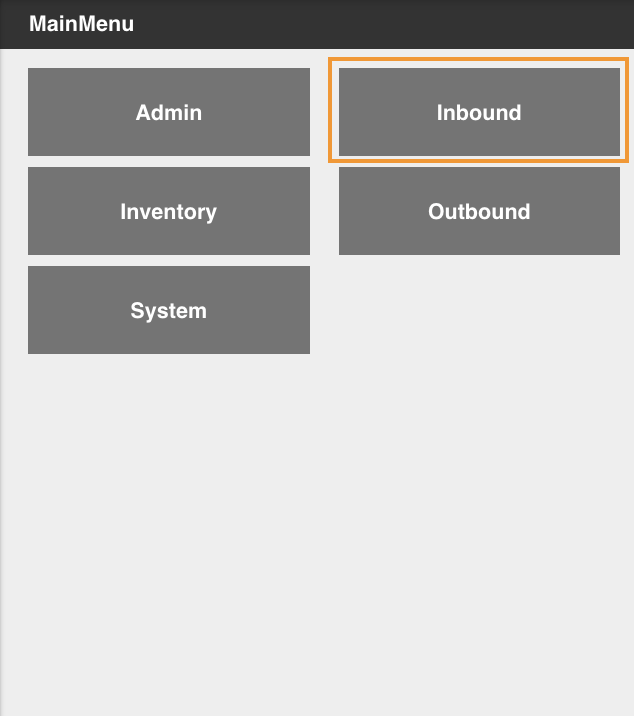 MainMenu
Admin
Inbound
Inventory
Outbound
System